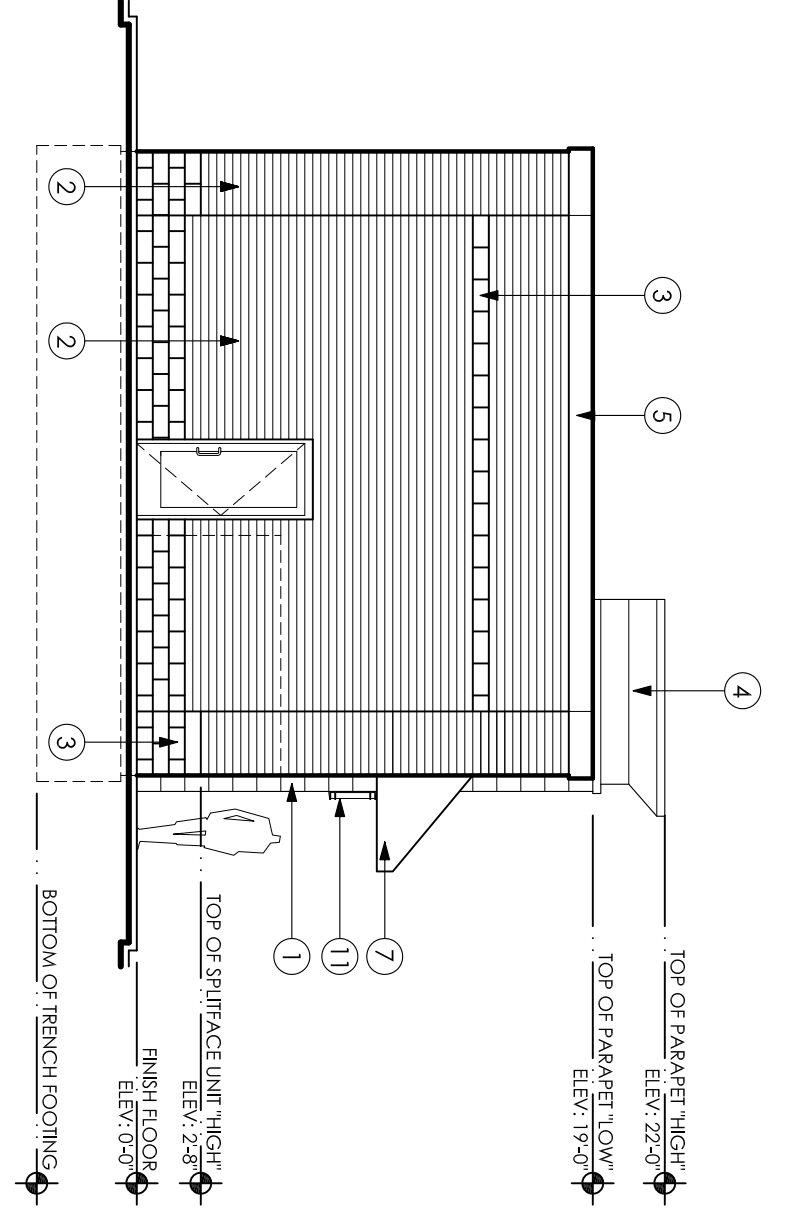 TOP OF PARAPET "HIGH"
ELEV: 22'-0"
TOP OF PARAPET "LOW"
ELEV: 19'-0"
TOP OF SPLITFACE UNIT "HIGH"
ELEV: 2'-8"
FINISH FLOOR
ELEV: 0'-0"
BOTTOM OF TRENCH FOOTING
4
3
5
7
11
1
2
2
3